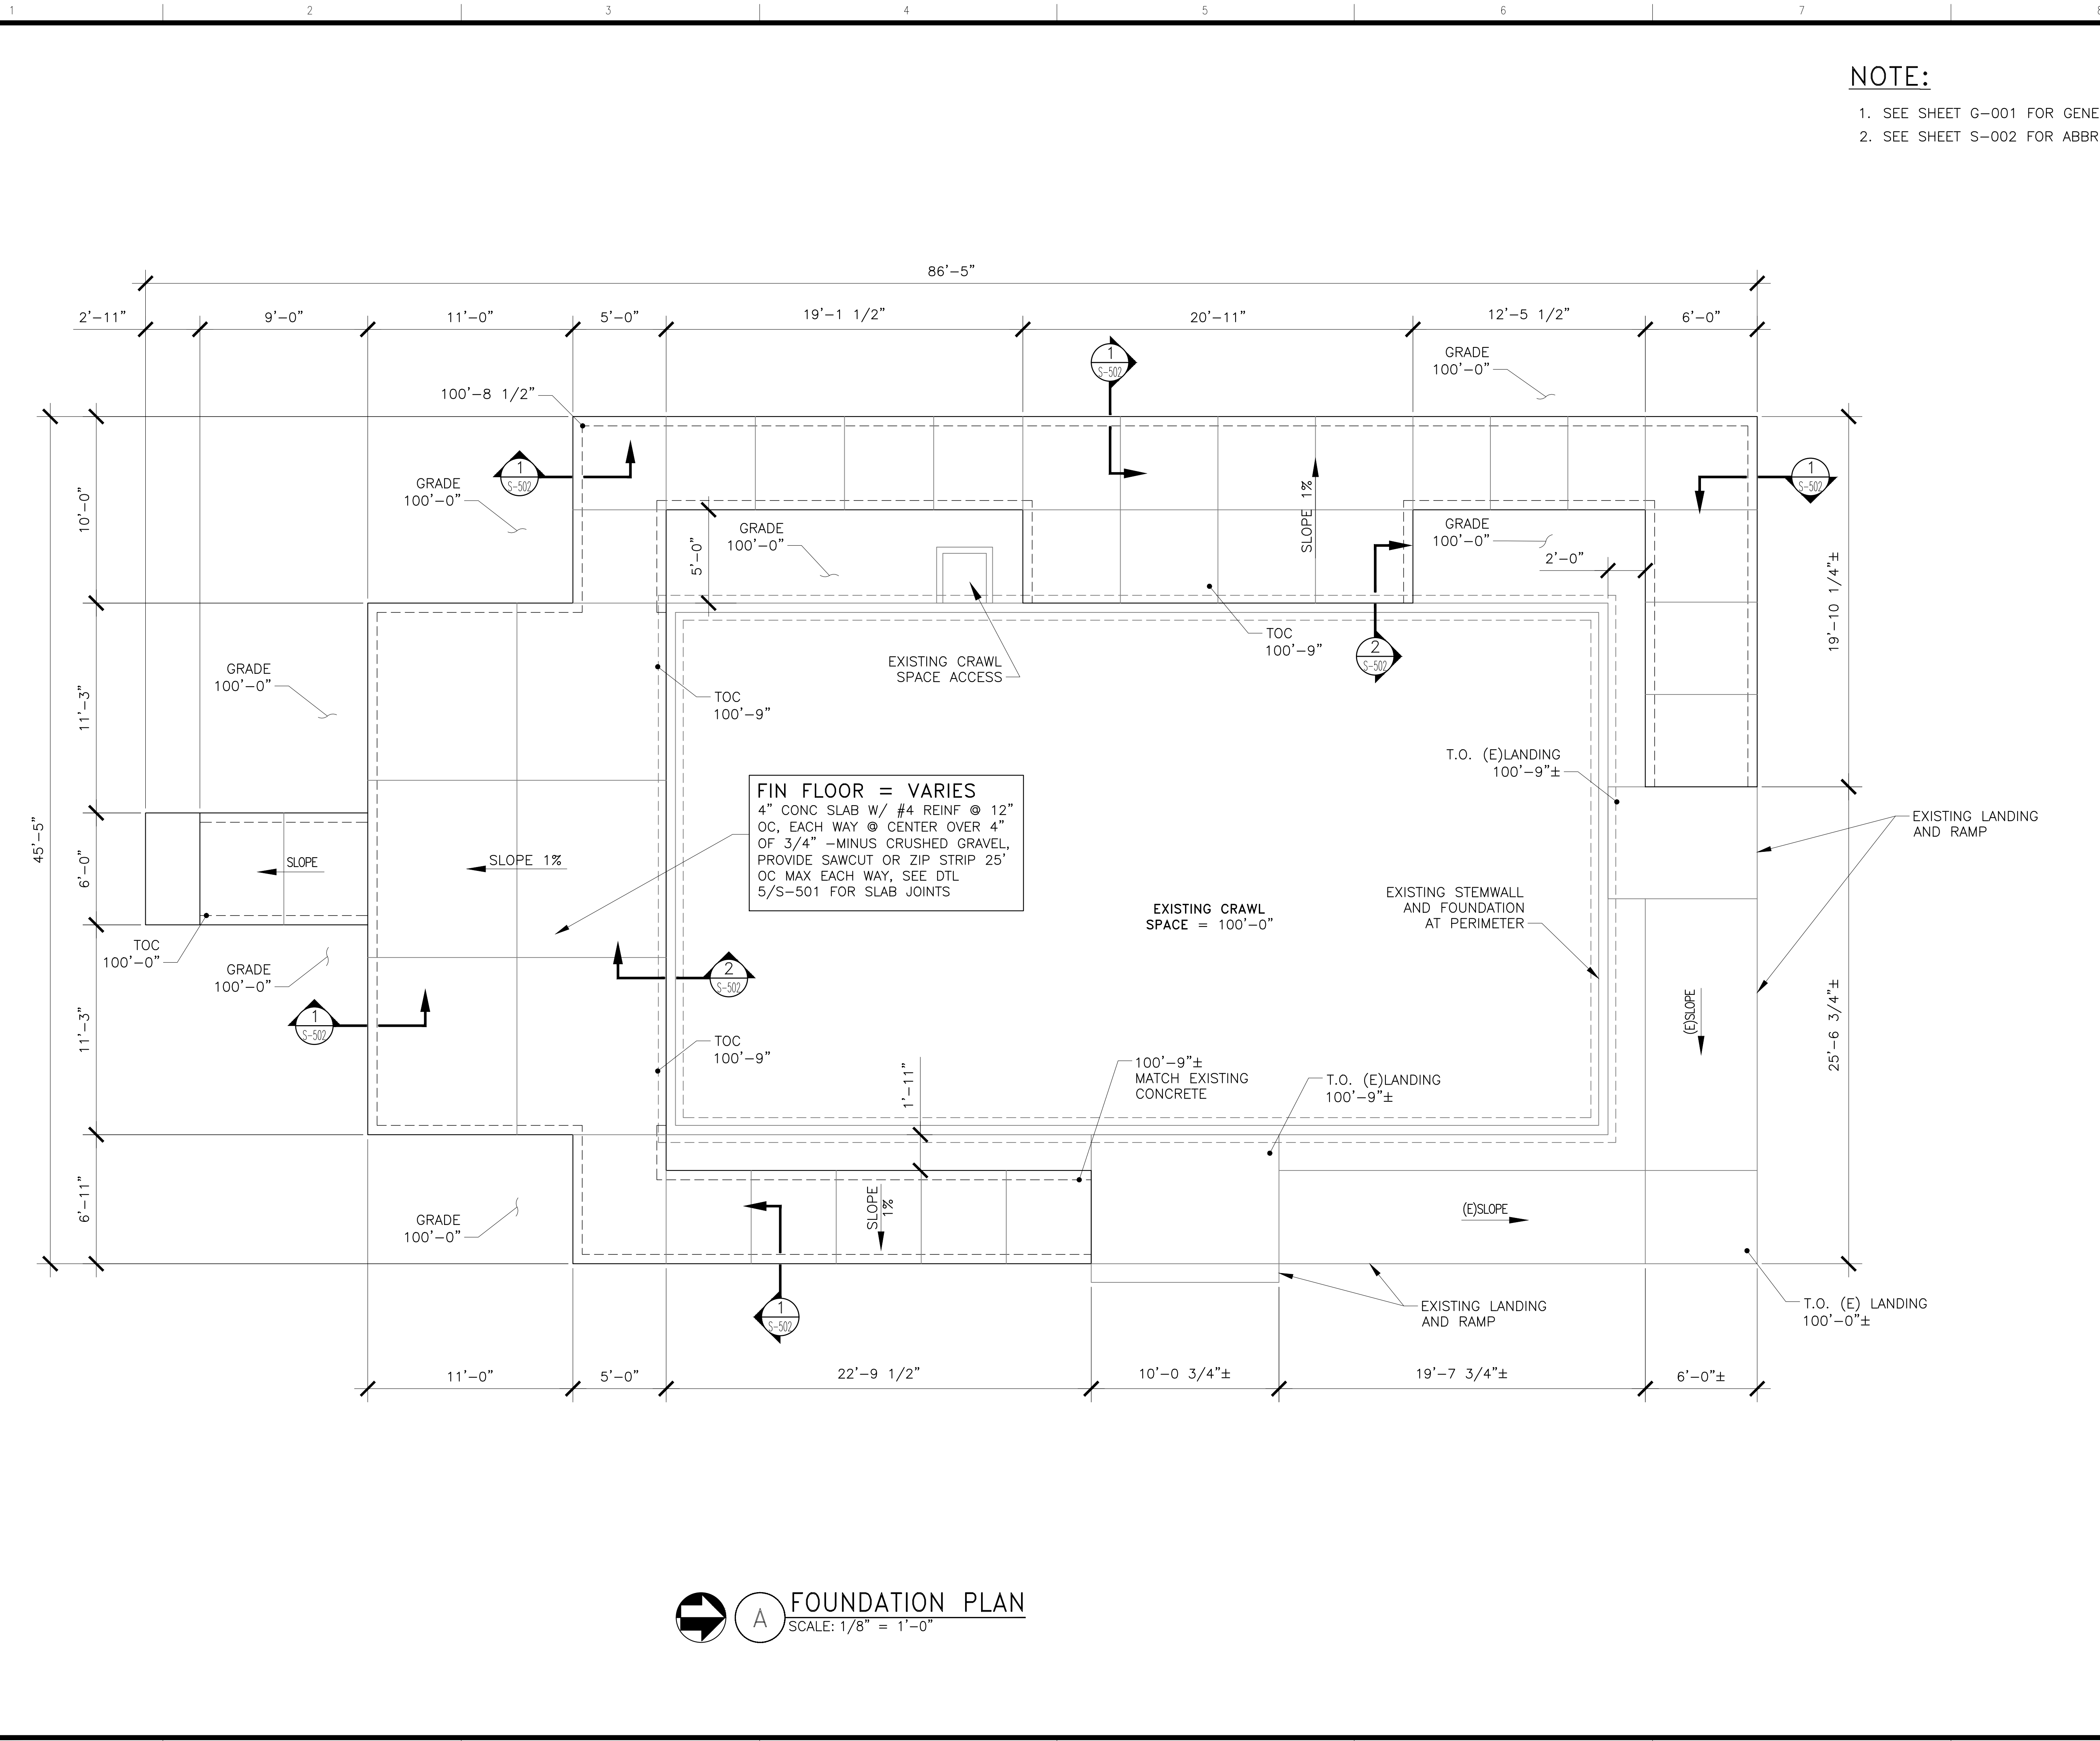 1 2 3 4 5 6 7 8
NOTE:
1. SEE SHEET G-001 FOR GENE
2. SEE SHEET S-002 FOR ABBR
86'-5"
2'-11" 9'-0" 11'-0" 5'-0" 19'-1 1/2" 20'-11" 12'-5 1/2" 6'-0"
1
S-502
GRADE
100'-0"
100'-8 1/2"
1
S-502
GRADE
100'-0"
1
S-502
10'-0"
GRADE
100'-0"
5'-0"
SLOPE 1%
GRADE
100'-0"
2'-0"
19'-10 1/4"±
TOC
100'-9"
2
S-502
EXISTING CRAWL
SPACE ACCESS
GRADE
100'-0"
11'-3"
TOC
100'-9"
T.O. (E)LANDING
100'-9"±
FIN FLOOR = VARIES
4" CONC SLAB W/ #4 REINF @ 12"
OC, EACH WAY @ CENTER OVER 4"
OF 3/4" -MINUS CRUSHED GRAVEL,
PROVIDE SAWCUT OR ZIP STRIP 25'
OC MAX EACH WAY, SEE DTL
5/S-501 FOR SLAB JOINTS
EXISTING LANDING
AND RAMP
45'-5"
6'-0"
SLOPE
SLOPE 1%
EXISTING CRAWL
SPACE = 100'-0"
EXISTING STEMWALL
AND FOUNDATION
AT PERIMETER
TOC
100'-0"
GRADE
100'-0"
2
S-502
1
S-502
11'-3"
(E)SLOPE
25'-6 3/4"±
TOC
100'-9"
1'-11"
100'-9"±
MATCH EXISTING
CONCRETE
T.O. (E)LANDING
100'-9"±
6'-11"
GRADE
100'-0"
SLOPE
1%
(E)SLOPE
1
S-502
EXISTING LANDING
AND RAMP
T.O. (E) LANDING
100'-0"±
11'-0" 5'-0" 22'-9 1/2" 10'-0 3/4"± 19'-7 3/4"± 6'-0"±
A
FOUNDATION PLAN
SCALE: 1/8" = 1'-0"